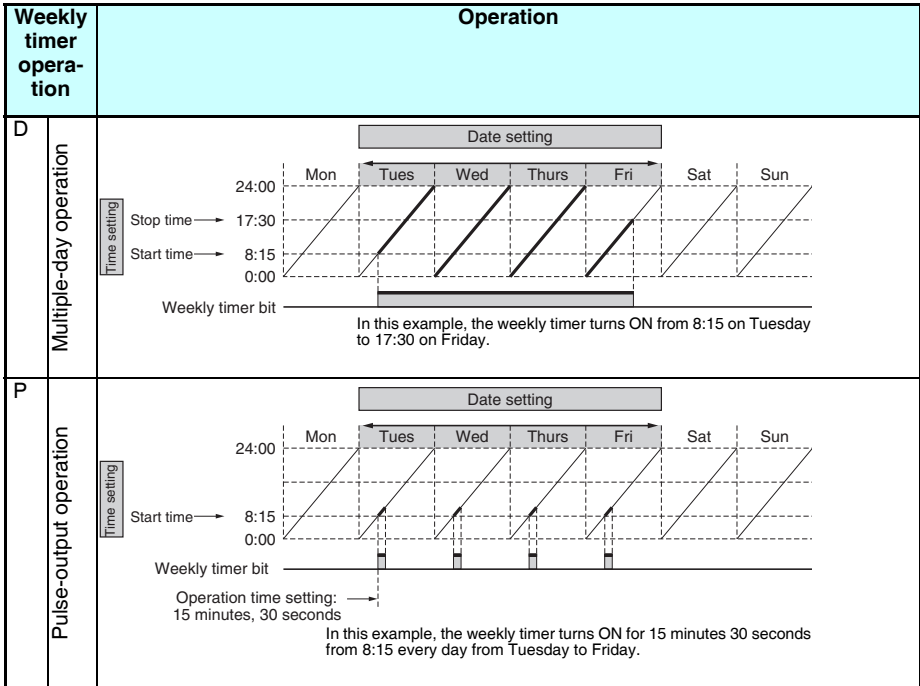 Weekly timer opera- tion
Operation
D
Multiple-day operation
Date setting
Mon Tues Wed Thurs Fri Sat Sun
Time setting
24:00
Stop time 17:30
Start time 8:15
0:00
Weekly timer bit
In this example, the weekly timer turns ON from 8:15 on Tuesday
to 17:30 on Friday.
P
Pulse-output operation
Date setting
Mon Tues Wed Thurs Fri Sat Sun
Time setting
24:00
Start time 8:15
0:00
Weekly timer bit
Operation time setting:
15 minutes, 30 seconds
In this example, the weekly timer turns ON for 15 minutes 30 seconds
from 8:15 every day from Tuesday to Friday.